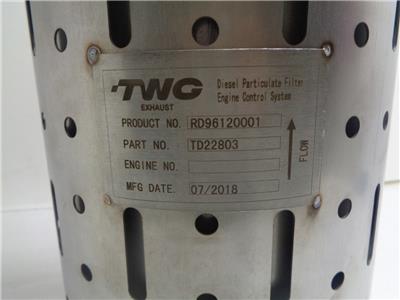 TWG
EXHAUST
Diesel Particulate Filter
Engine Control System
PRODUCT NO. RD96120001
PART NO. TD22803
ENGINE NO.
MFG DATE. 07/2018
FLOW